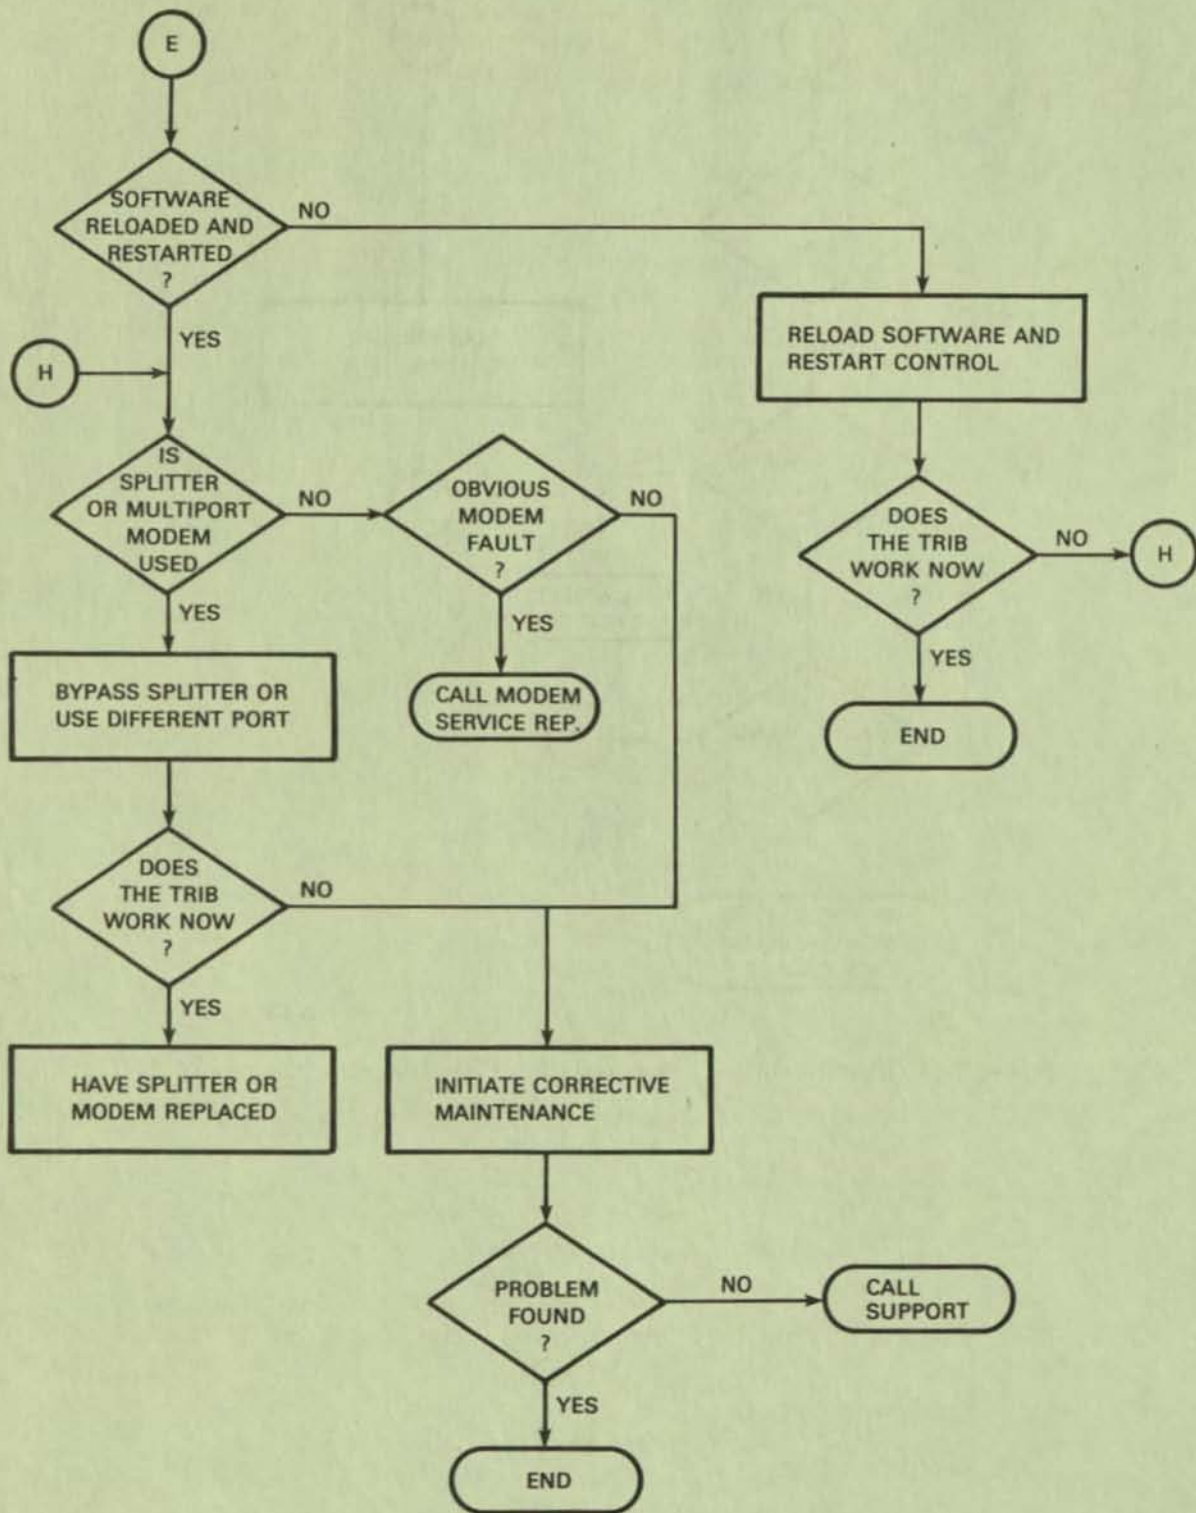 E
SOFTWARE
RELOADED AND
RESTARTED
?
NO
YES
RELOAD SOFTWARE AND
RESTART CONTROL
H
IS
SPLITTER
OR MULTIPORT
MODEM
USED
NO
YES
OBVIOUS
MODEM
FAULT
?
NO
YES
DOES
THE TRIB
WORK NOW
?
NO
H
YES
BYPASS SPLITTER OR
USE DIFFERENT PORT
CALL MODEM
SERVICE REP.
END
DOES
THE TRIB
WORK NOW
?
NO
YES
HAVE SPLITTER OR
MODEM REPLACED
INITIATE CORRECTIVE
MAINTENANCE
PROBLEM
FOUND
?
NO
CALL
SUPPORT
YES
END